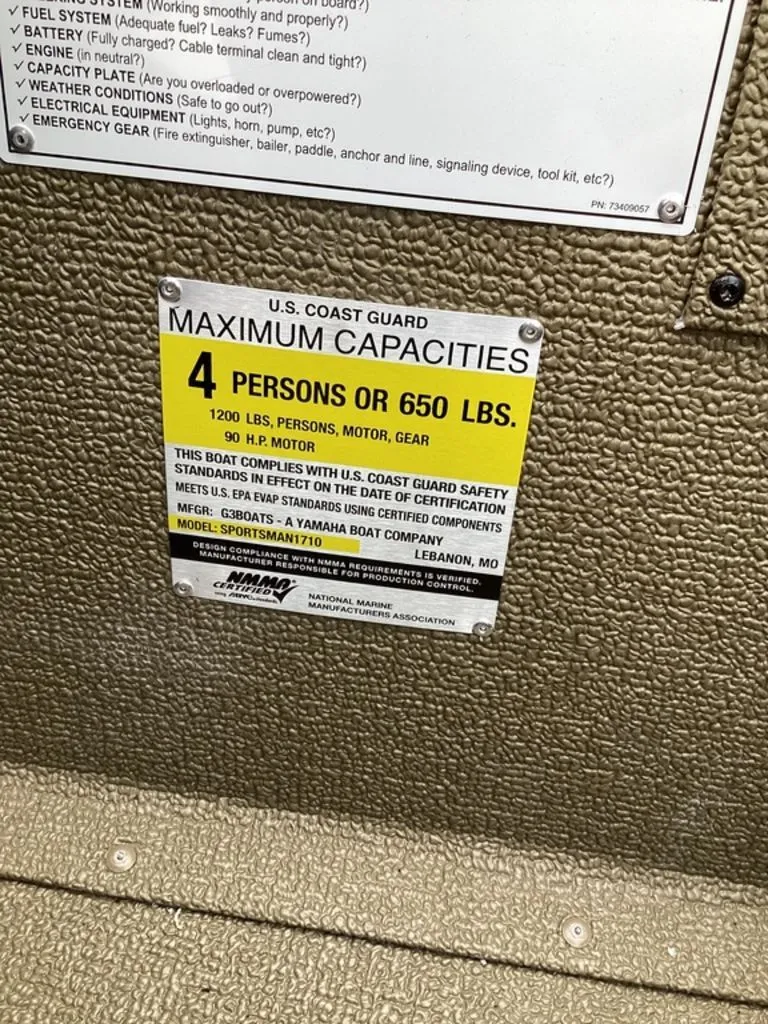 SYSTEM (Working smoothly and properly?)
✓ FUEL SYSTEM (Adequate fuel? Leaks? Fumes?)
✓ BATTERY (Fully charged? Cable terminal clean and tight?)
✓ ENGINE (in neutral?)
✓ CAPACITY PLATE (Are you overloaded or overpowered?)
✓ WEATHER CONDITIONS (Safe to go out?)
✓ ELECTRICAL EQUIPMENT (Lights, horn, pump, etc?)
✓ EMERGENCY GEAR (Fire extinguisher, bailer, paddle, anchor and line, signaling device, tool kit, etc?)
PN: 73409057
U.S. COAST GUARD
MAXIMUM CAPACITIES
4 PERSONS OR 650 LBS.
1200 LBS, PERSONS, MOTOR, GEAR
90 H.P. MOTOR
THIS BOAT COMPLIES WITH U.S. COAST GUARD SAFETY
STANDARDS IN EFFECT ON THE DATE OF CERTIFICATION
MEETS U.S. EPA EVAP STANDARDS USING CERTIFIED COMPONENTS
MFGR: G3BOATS - A YAMAHA BOAT COMPANY
MODEL: SPORTSMAN1710
LEBANON, MO
DESIGN COMPLIANCE WITH NMMA REQUIREMENTS IS VERIFIED.
MANUFACTURER RESPONSIBLE FOR PRODUCTION CONTROL.
NMMA
CERTIFIED
NATIONAL MARINE
MANUFACTURERS ASSOCIATION